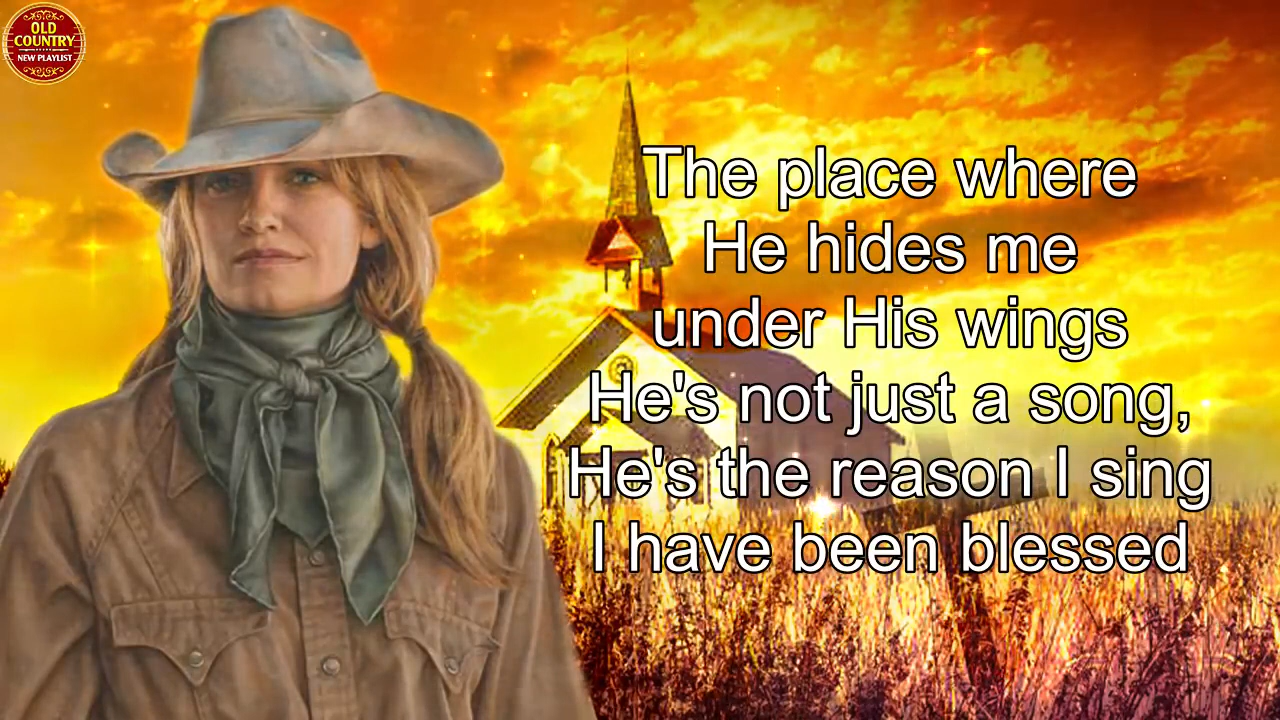 OLD
COUNTRY
NEW PLAYLIST
The place where
He hides me
under His wings
He's not just a song,
He's the reason I sing
I have been blessed